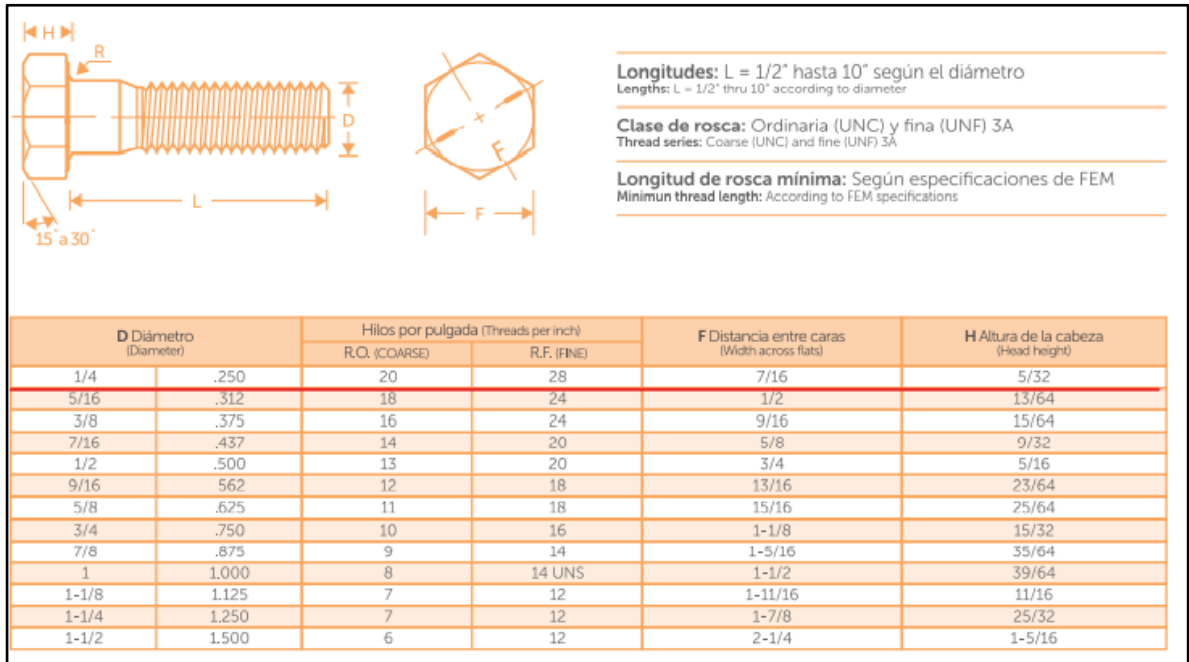 H
R
D
L
15° a 30°
F
F
Longitudes: L = 1/2" hasta 10" según el diámetro
Lengths: L = 1/2" thru 10" according to diameter
Clase de rosca: Ordinaria (UNC) y fina (UNF) 3A
Thread series: Coarse (UNC) and fine (UNF) 3A
Longitud de rosca mínima: Según especificaciones de FEM
Minimun thread length: According to FEM specifications
D Diámetro Hilos por pulgada (Threads per inch) F Distancia entre caras H Altura de la cabeza
(Diameter) R.O. (COARSE) R.F. (FINE) (Width across flats) (Head height)
1/4 .250 20 28 7/16 5/32
5/16 .312 18 24 1/2 13/64
3/8 .375 16 24 9/16 15/64
7/16 .437 14 20 5/8 9/32
1/2 .500 13 20 3/4 5/16
9/16 562 12 18 13/16 23/64
5/8 .625 11 18 15/16 25/64
3/4 .750 10 16 1-1/8 15/32
7/8 .875 9 14 1-5/16 35/64
1 1.000 8 14 UNS 1-1/2 39/64
1-1/8 1.125 7 12 1-11/16 11/16
1-1/4 1.250 7 12 1-7/8 25/32
1-1/2 1.500 6 12 2-1/4 1-5/16